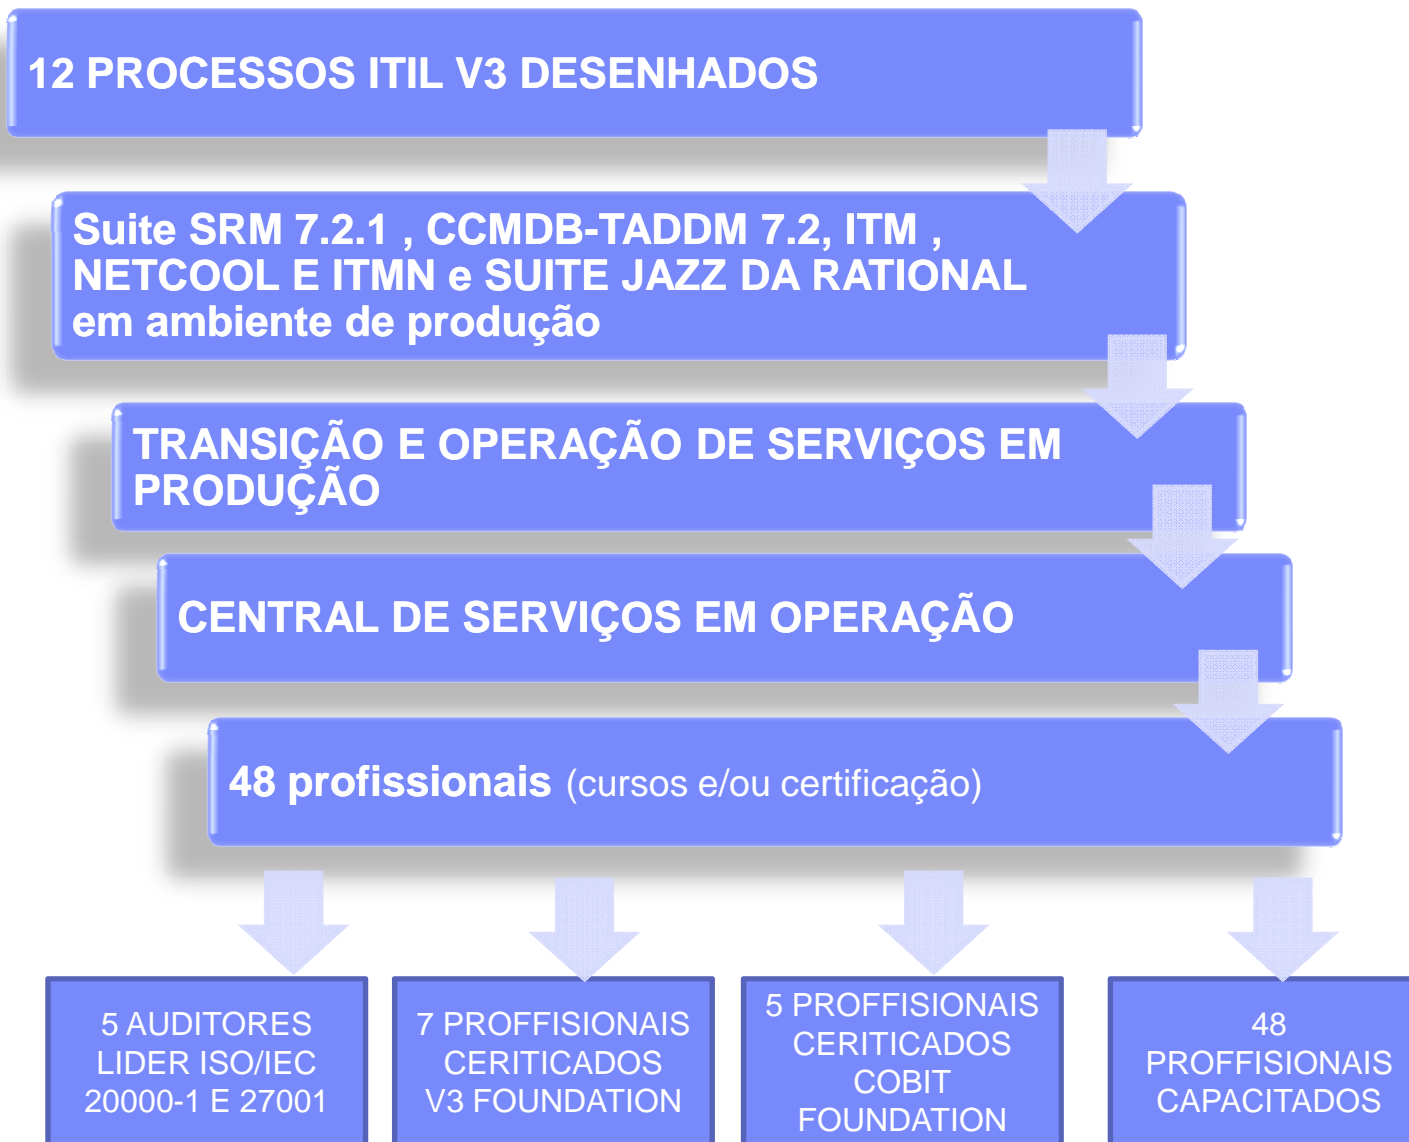 12 PROCESSOS ITIL V3 DESENHADOS
Suite SRM 7.2.1 , CCMDB-TADDM 7.2, ITM ,
NETCOOL E ITMN e SUITE JAZZ DA RATIONAL
em ambiente de produção
TRANSIÇÃO E OPERAÇÃO DE SERVIÇOS EM
PRODUÇÃO
CENTRAL DE SERVIÇOS EM OPERAÇÃO
48 profissionais (cursos e/ou certificação)
5 AUDITORES
LIDER ISO/IEC
20000-1 E 27001
7 PROFFISIONAIS
CERITICADOS
V3 FOUNDATION
5 PROFFISIONAIS
CERITICADOS
COBIT
FOUNDATION
48
PROFFISIONAIS
CAPACITADOS